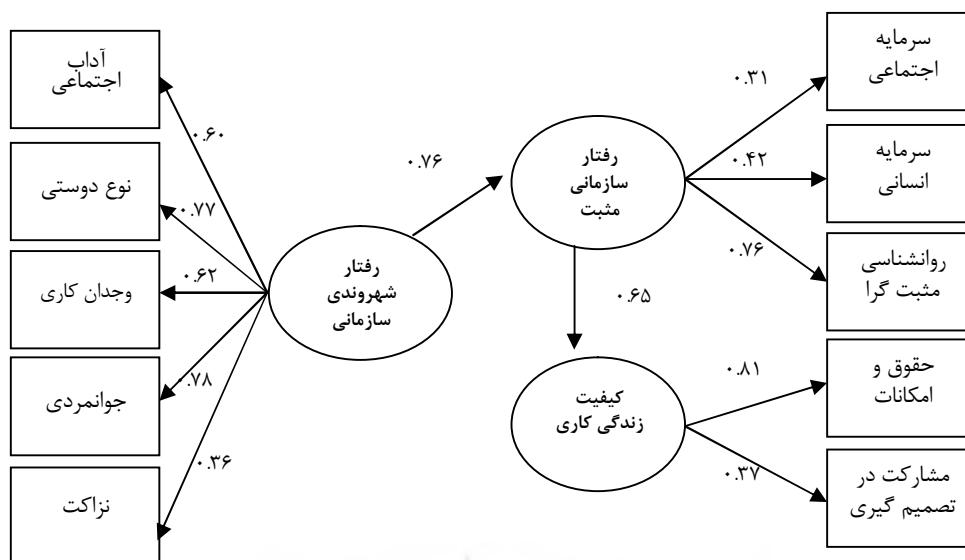 سرمایه
اجتماعی
سرمایه
انسانی
روانشناسی
مثبت گرا
حقوق و
امکانات
مشارکت در
تصمیم گیری
۰.۳۱
۰.۴۲
۰.۷۶
۰.۸۱
۰.۳۷
رفتار
سازمانی
مثبت
کیفیت
زندگی کاری
۰.۶۵
۰.۷۶
رفتار
شهروندی
سازمانی
۰.۶۰
۰.۷۷
۰.۶۲
۰.۷۸
۰.۳۶
آداب
اجتماعی
نوع دوستی
وجدان کاری
جوانمردی
نزاکت